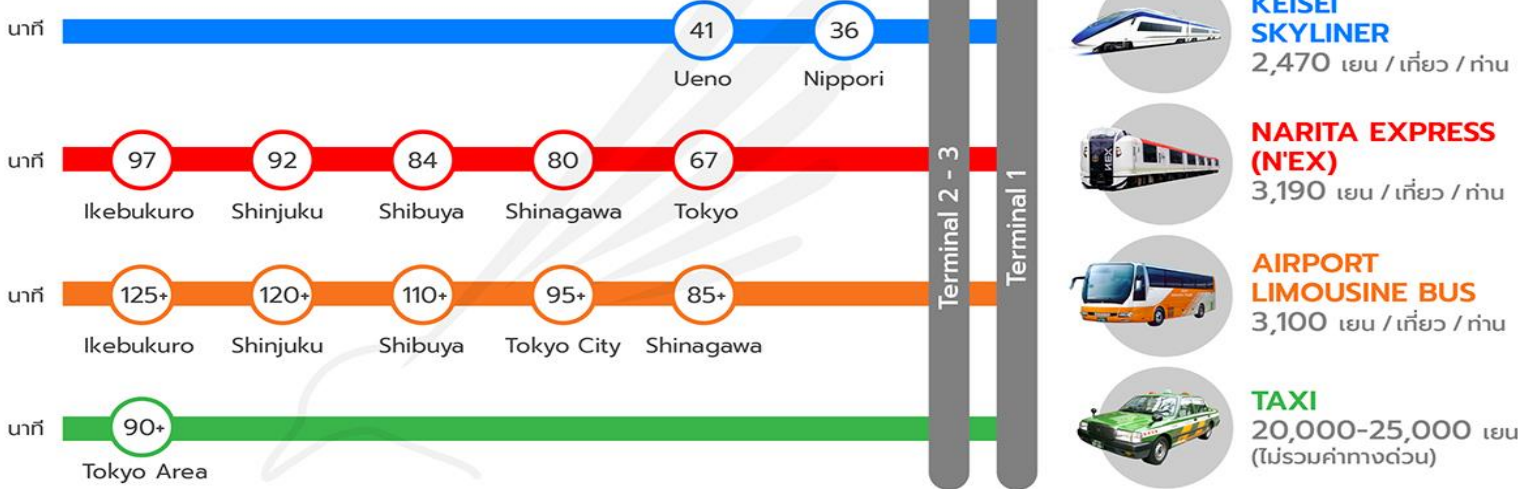 นาที
41
36
Ueno
Nippori
KEISEI
SKYLINER
2,470 เยน / เที่ยว / ท่าน
นาที
97
92
84
80
67
Ikebukuro
Shinjuku
Shibuya
Shinagawa
Tokyo
NARITA EXPRESS
(N'EX)
3,190 เยน / เที่ยว / ท่าน
นาที
125+
120+
110+
95+
85+
Ikebukuro
Shinjuku
Shibuya
Tokyo City
Shinagawa
AIRPORT
LIMOUSINE BUS
3,100 เยน / เที่ยว / ท่าน
นาที
90+
Tokyo Area
TAXI
20,000-25,000 เยน
(ไม่รวมค่าทางด่วน)
Terminal 2 - 3
Terminal 1
NEX